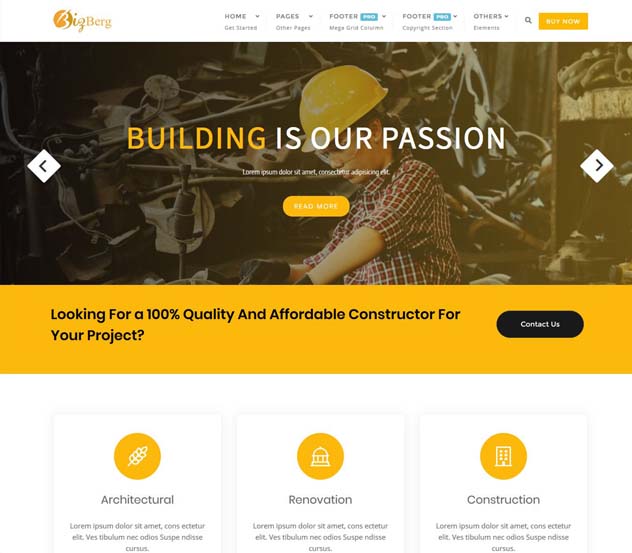 BigBerg
HOME PAGES FOOTER PRO FOOTER PRO OTHERS BUY NOW
Get Started Other Pages Mega Grid Column Copyright Section Elements
BUILDING IS OUR PASSION
Lorem ipsum dolor sit amet, consectetur adipisicing elit.
READ MORE
Looking For a 100% Quality And Affordable Constructor For
Your Project?
Contact Us
Architectural Renovation Construction
Lorem ipsum dolor sit amet, cons ectetur Lorem ipsum dolor sit amet, cons ectetur Lorem ipsum dolor sit amet, cons ectetur
elit. Ves tibulum nec odios Suspe ndisse elit. Ves tibulum nec odios Suspe ndisse elit. Ves tibulum nec odios Suspe ndisse
cursus. cursus. cursus.